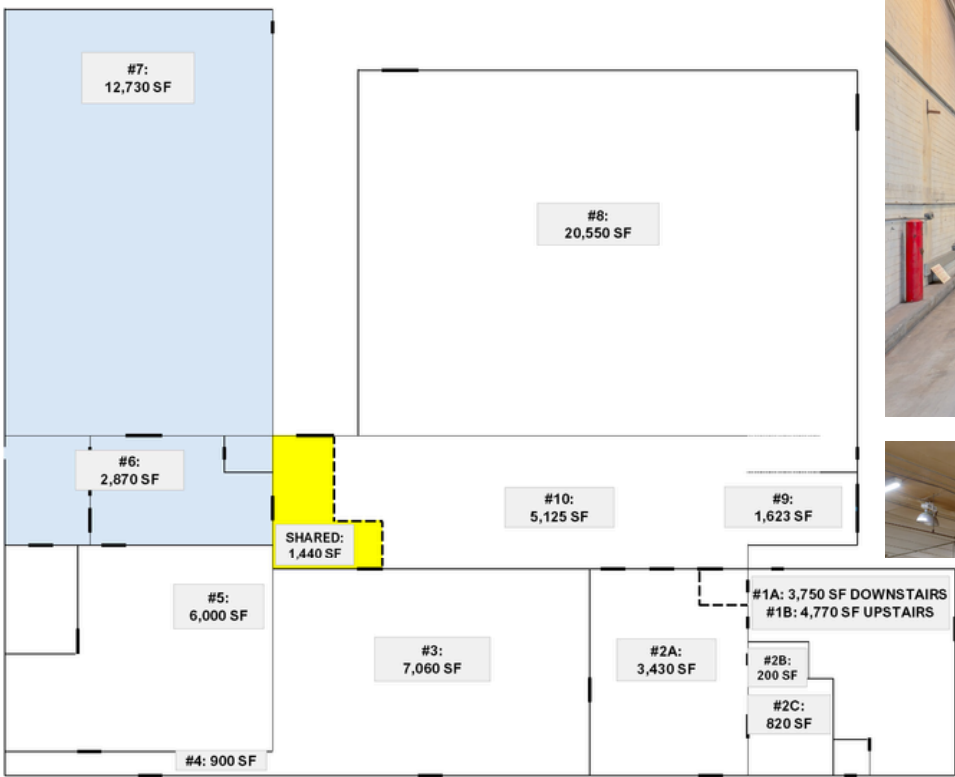 #7:
12,730 SF
#8:
20,550 SF
#6:
2,870 SF
#10:
5,125 SF
#9:
1,623 SF
SHARED:
1,440 SF
#5:
6,000 SF
#1A: 3,750 SF DOWNSTAIRS
#1B: 4,770 SF UPSTAIRS
#3:
7,060 SF
#2A:
3,430 SF
#2B:
200 SF
#2C:
820 SF
#4: 900 SF